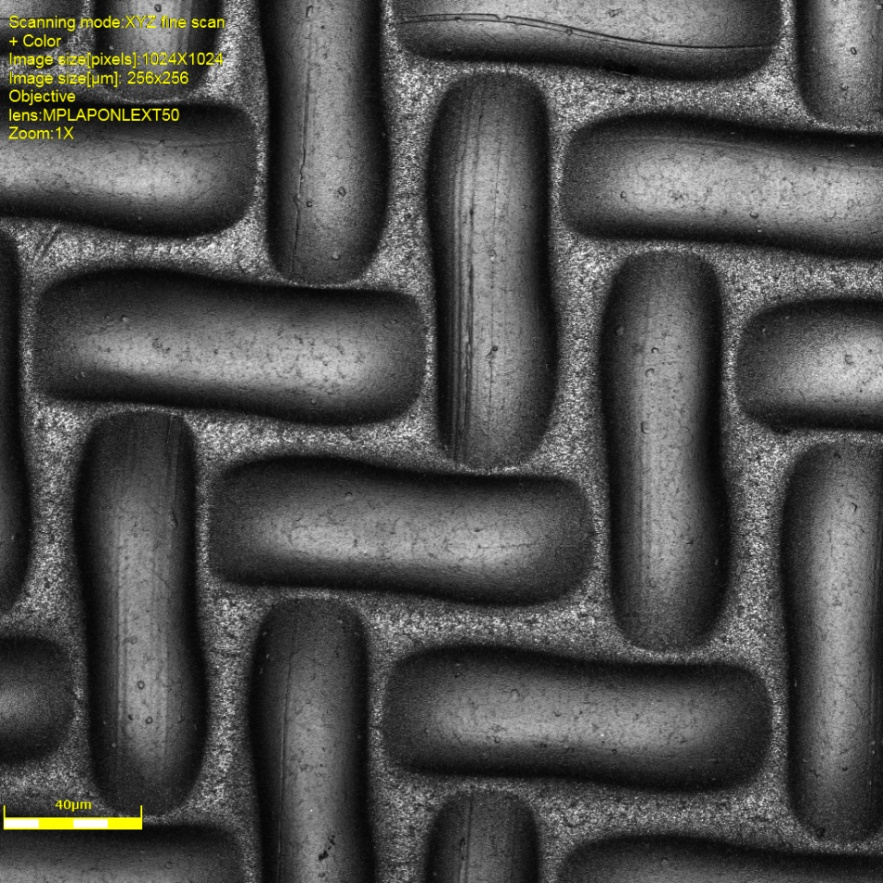 Scanning mode:XYZ fine scan
+ Color
Image size[pixels]:1024X1024
Image size[µm]: 256x256
Objective
lens:MPLAPONLEXT50
Zoom:1X
40µm